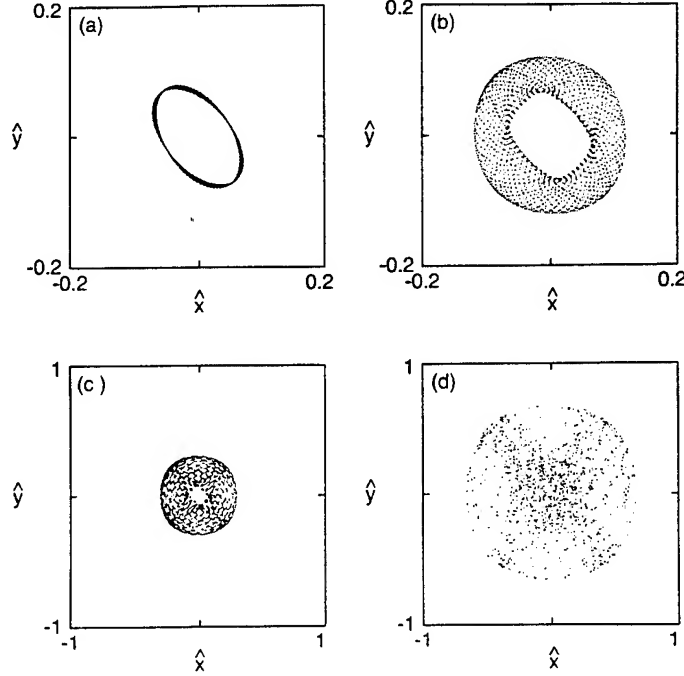 0.2 (a)
ŷ
-0.2
-0.2 x̂ 0.2
0.2 (b)
ŷ
-0.2
-0.2 x̂ 0.2
1 (c )
ŷ
-1
-1 x̂ 1
1 (d)
ŷ
-1
-1 x̂ 1